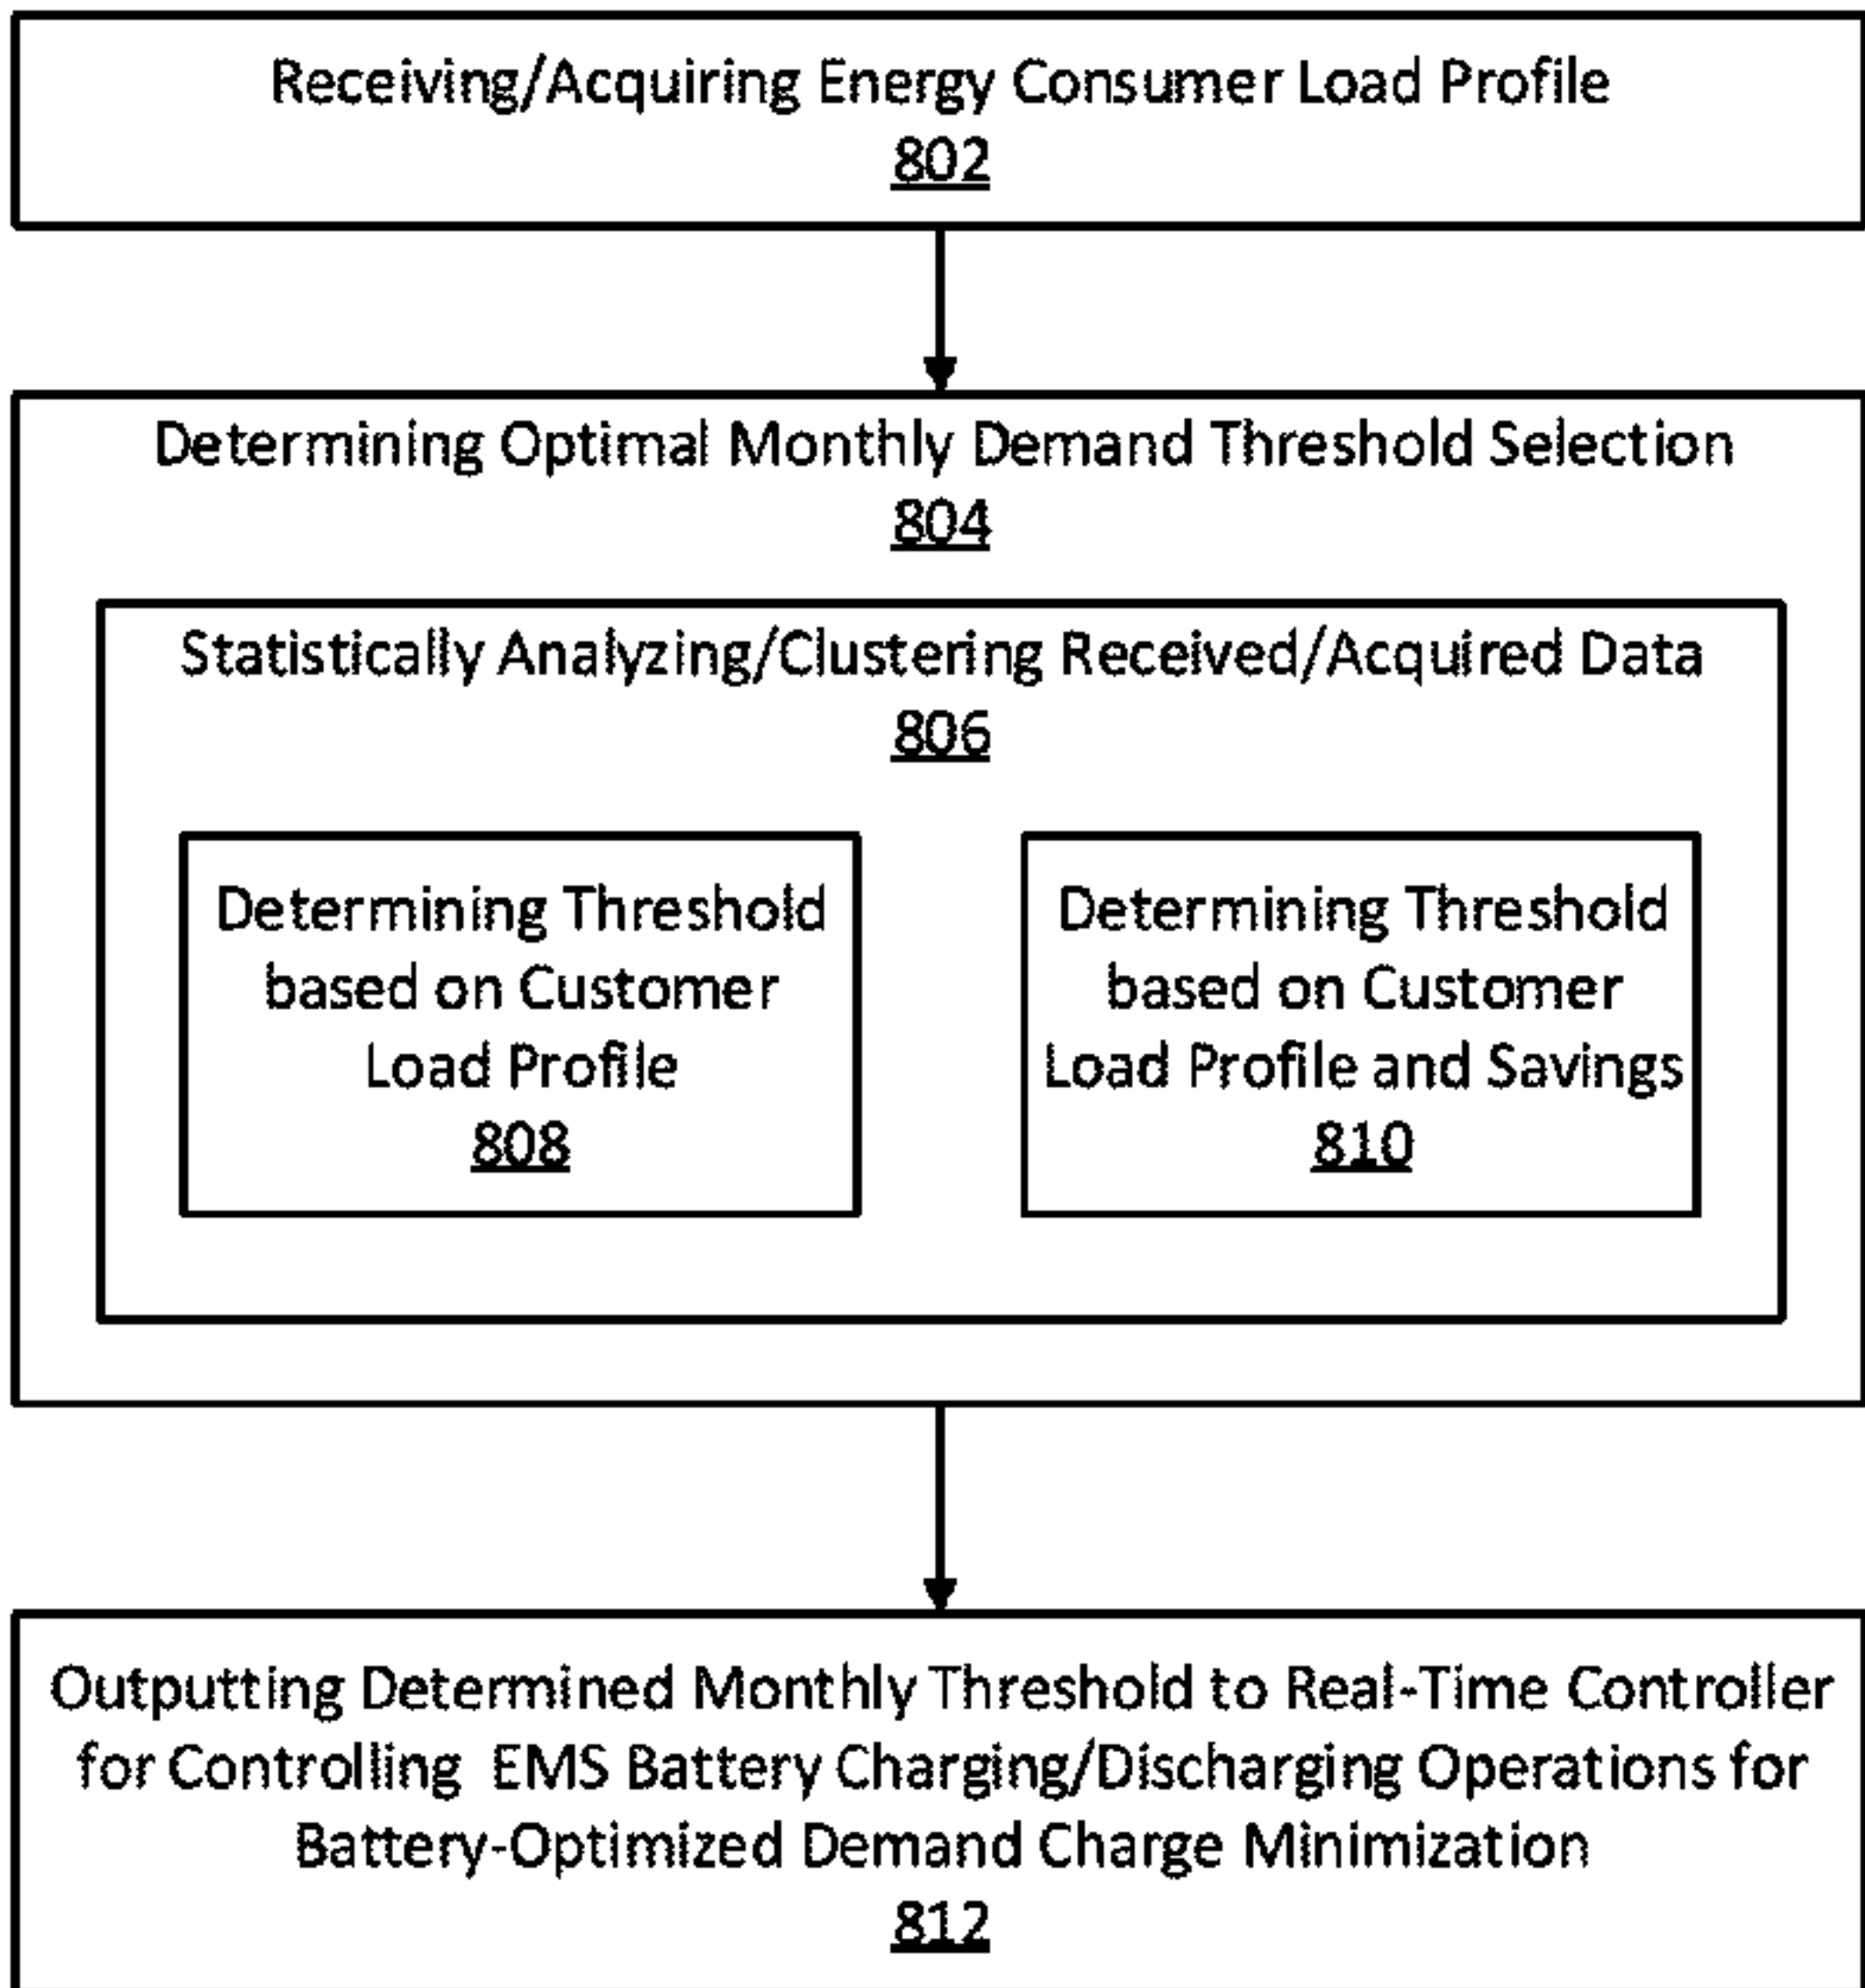 Receiving/Acquiring Energy Consumer Load Profile
802
Determining Optimal Monthly Demand Threshold Selection
804
Statistically Analyzing/Clustering Received/Acquired Data
806
Determining Threshold
based on Customer
Load Profile
808
Determining Threshold
based on Customer
Load Profile and Savings
810
Outputting Determined Monthly Threshold to Real-Time Controller
for Controlling EMS Battery Charging/Discharging Operations for
Battery-Optimized Demand Charge Minimization
812